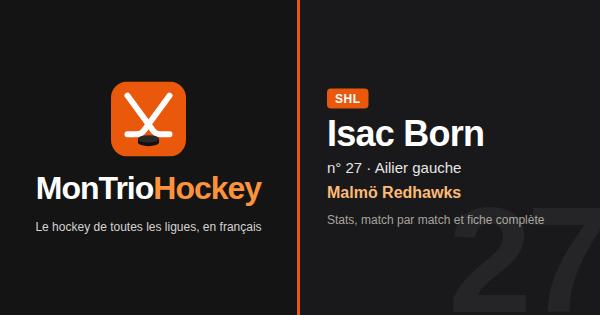 MonTrioHockey
Le hockey de toutes les ligues, en français
SHL
Isac Born
n° 27 · Ailier gauche
Malmö Redhawks
Stats, match par match et fiche complète
27